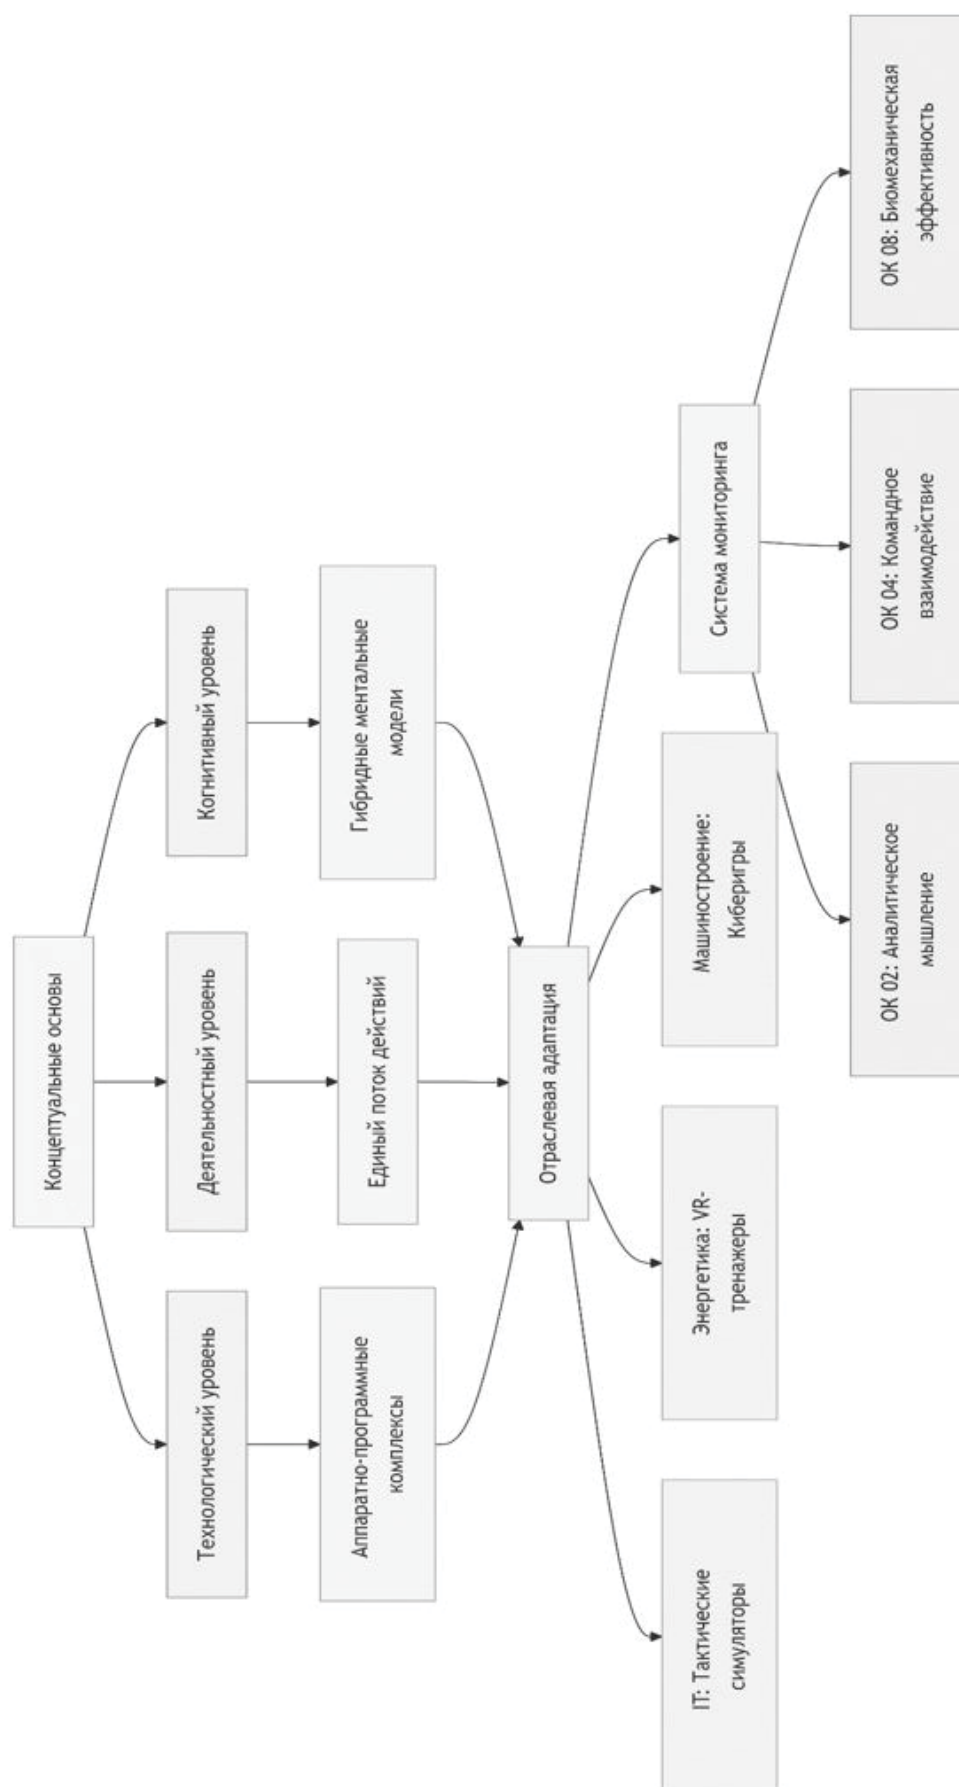 Концептуальные основы
Технологический уровень
Деятельностный уровень
Когнитивный уровень
Аппаратно-программные
комплексы
Единый поток действий
Гибридные ментальные
модели
Отраслевая адаптация
IT: Тактические
симуляторы
Энергетика: VR-
тренажеры
Машиностроение:
Киберигры
Система мониторинга
ОК 02: Аналитическое
мышление
ОК 04: Командное
взаимодействие
ОК 08: Биомеханическая
эффективность